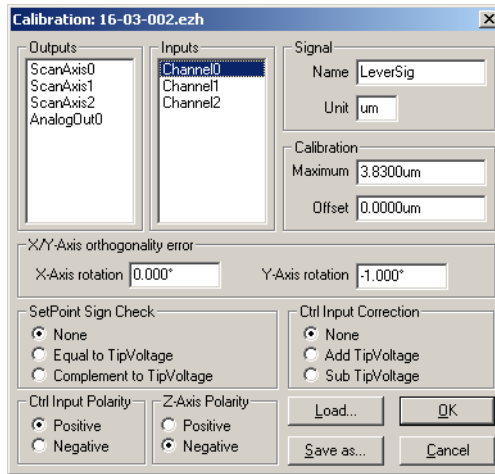 Calibration: 16-03-002.ezh
Outputs
ScanAxis0
ScanAxis1
ScanAxis2
AnalogOut0
Inputs
Channel0
Channel1
Channel2
Signal
Name LeverSig
Unit um
Calibration
Maximum 3.8300um
Offset 0.0000um
X/Y-Axis orthogonality error
X-Axis rotation 0.000° Y-Axis rotation -1.000°
SetPoint Sign Check
None
Equal to TipVoltage
Complement to TipVoltage
Ctrl Input Correction
None
Add TipVoltage
Sub TipVoltage
Ctrl Input Polarity
Positive
Negative
Z-Axis Polarity
Positive
Negative
Load... OK
Save as... Cancel